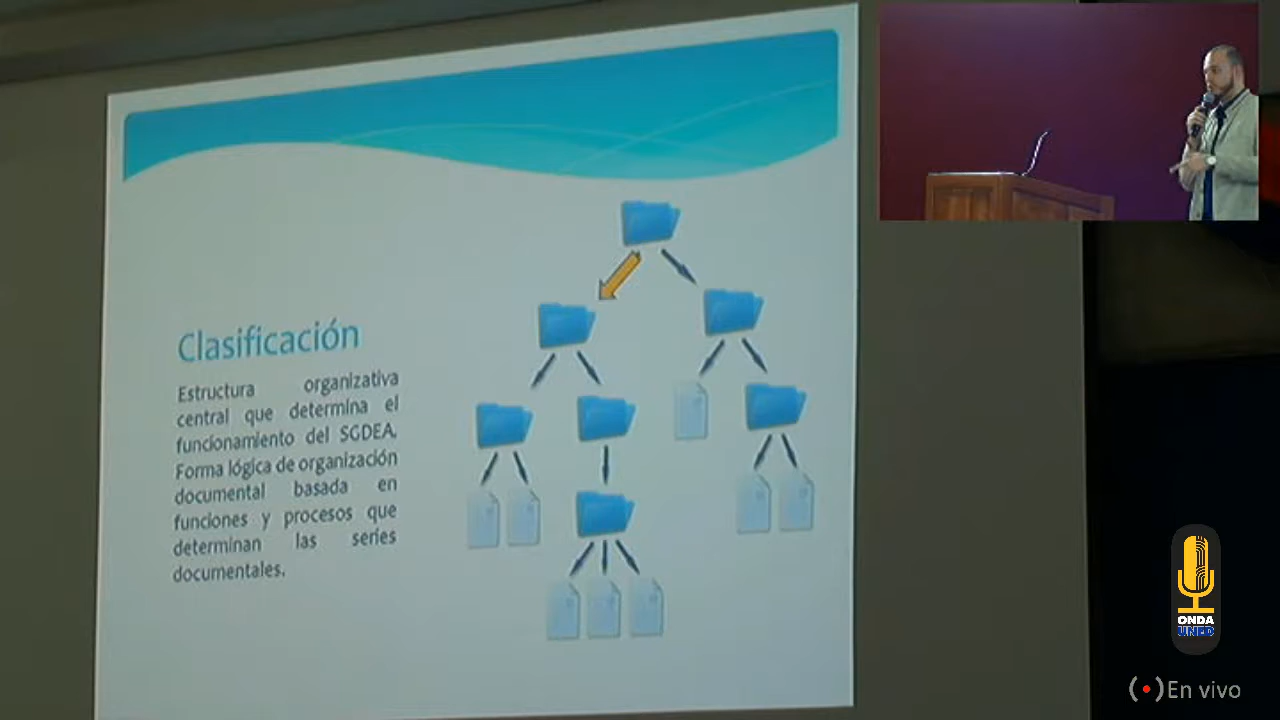 Clasificación
Estructura organizativa
central que determina el
funcionamiento del SGDEA.
Forma lógica de organización
documental basada en
funciones y procesos que
determinan las series
documentales.
ONDA
UNED
En vivo